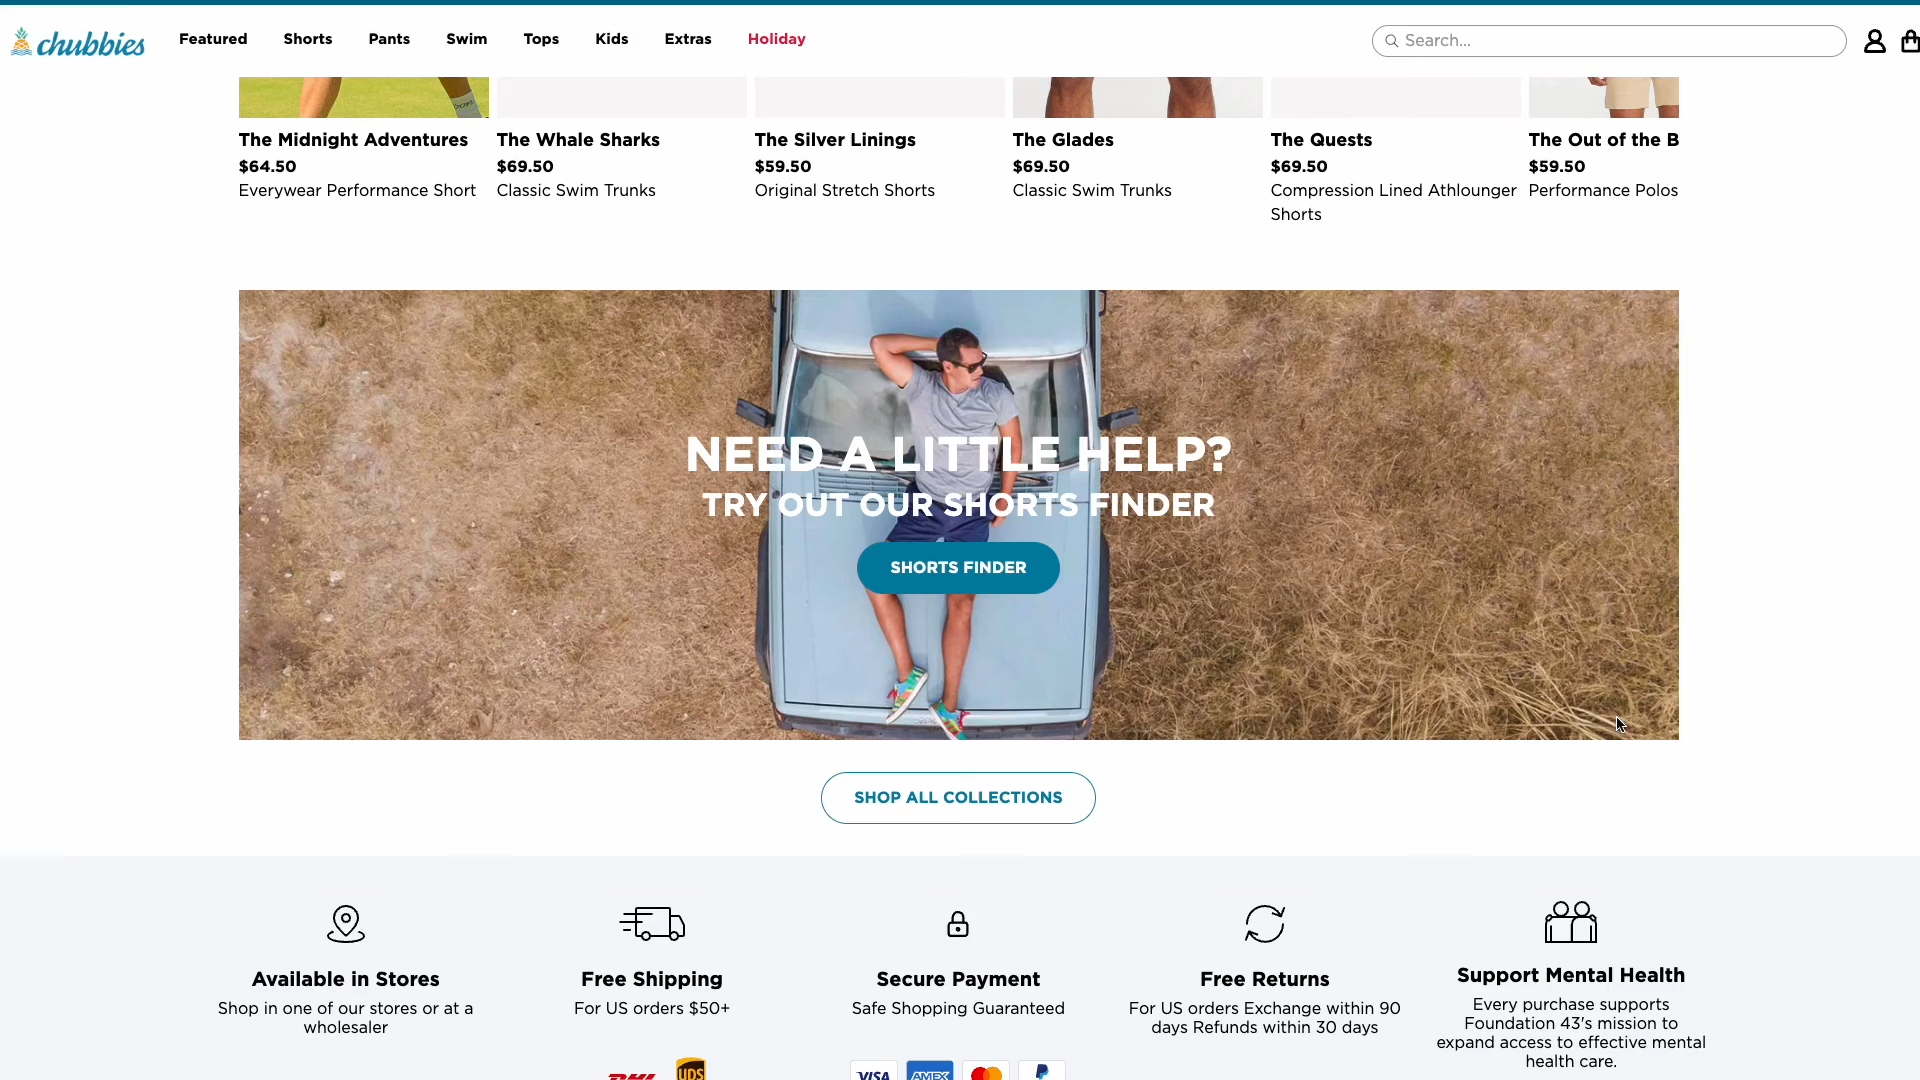 chubbies
Featured Shorts Pants Swim Tops Kids Extras Holiday
Search...
The Midnight Adventures
$64.50
Everywear Performance Short
The Whale Sharks
$69.50
Classic Swim Trunks
The Silver Linings
$59.50
Original Stretch Shorts
The Glades
$69.50
Classic Swim Trunks
The Quests
$69.50
Compression Lined Athlounger
Shorts
The Out of the B
$59.50
Performance Polos
NEED A LITTLE HELP?
TRY OUT OUR SHORTS FINDER
SHORTS FINDER
SHOP ALL COLLECTIONS
Available in Stores
Shop in one of our stores or at a
wholesaler
Free Shipping
For US orders $50+
DHL
ups
Secure Payment
Safe Shopping Guaranteed
VISA
AMEX
Free Returns
For US orders Exchange within 90
days Refunds within 30 days
Support Mental Health
Every purchase supports
Foundation 43's mission to
expand access to effective mental
health care.